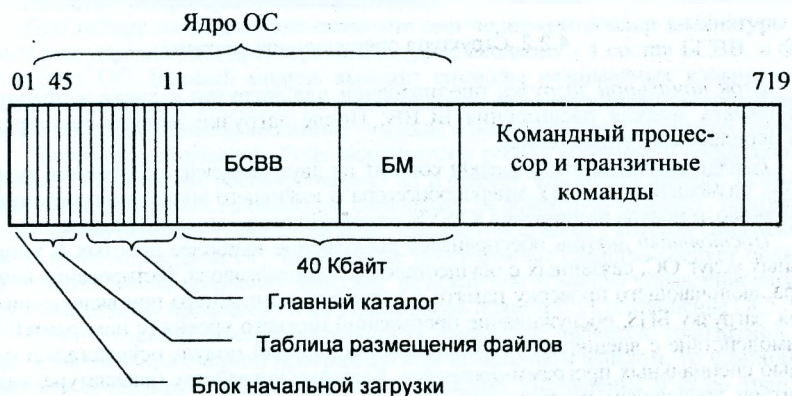 Ядро ОС
01 45 11 719
БСВВ
БМ
Командный процес-
сор и транзитные
команды
40 Кбайт
Главный каталог
Таблица размещения файлов
Блок начальной загрузки